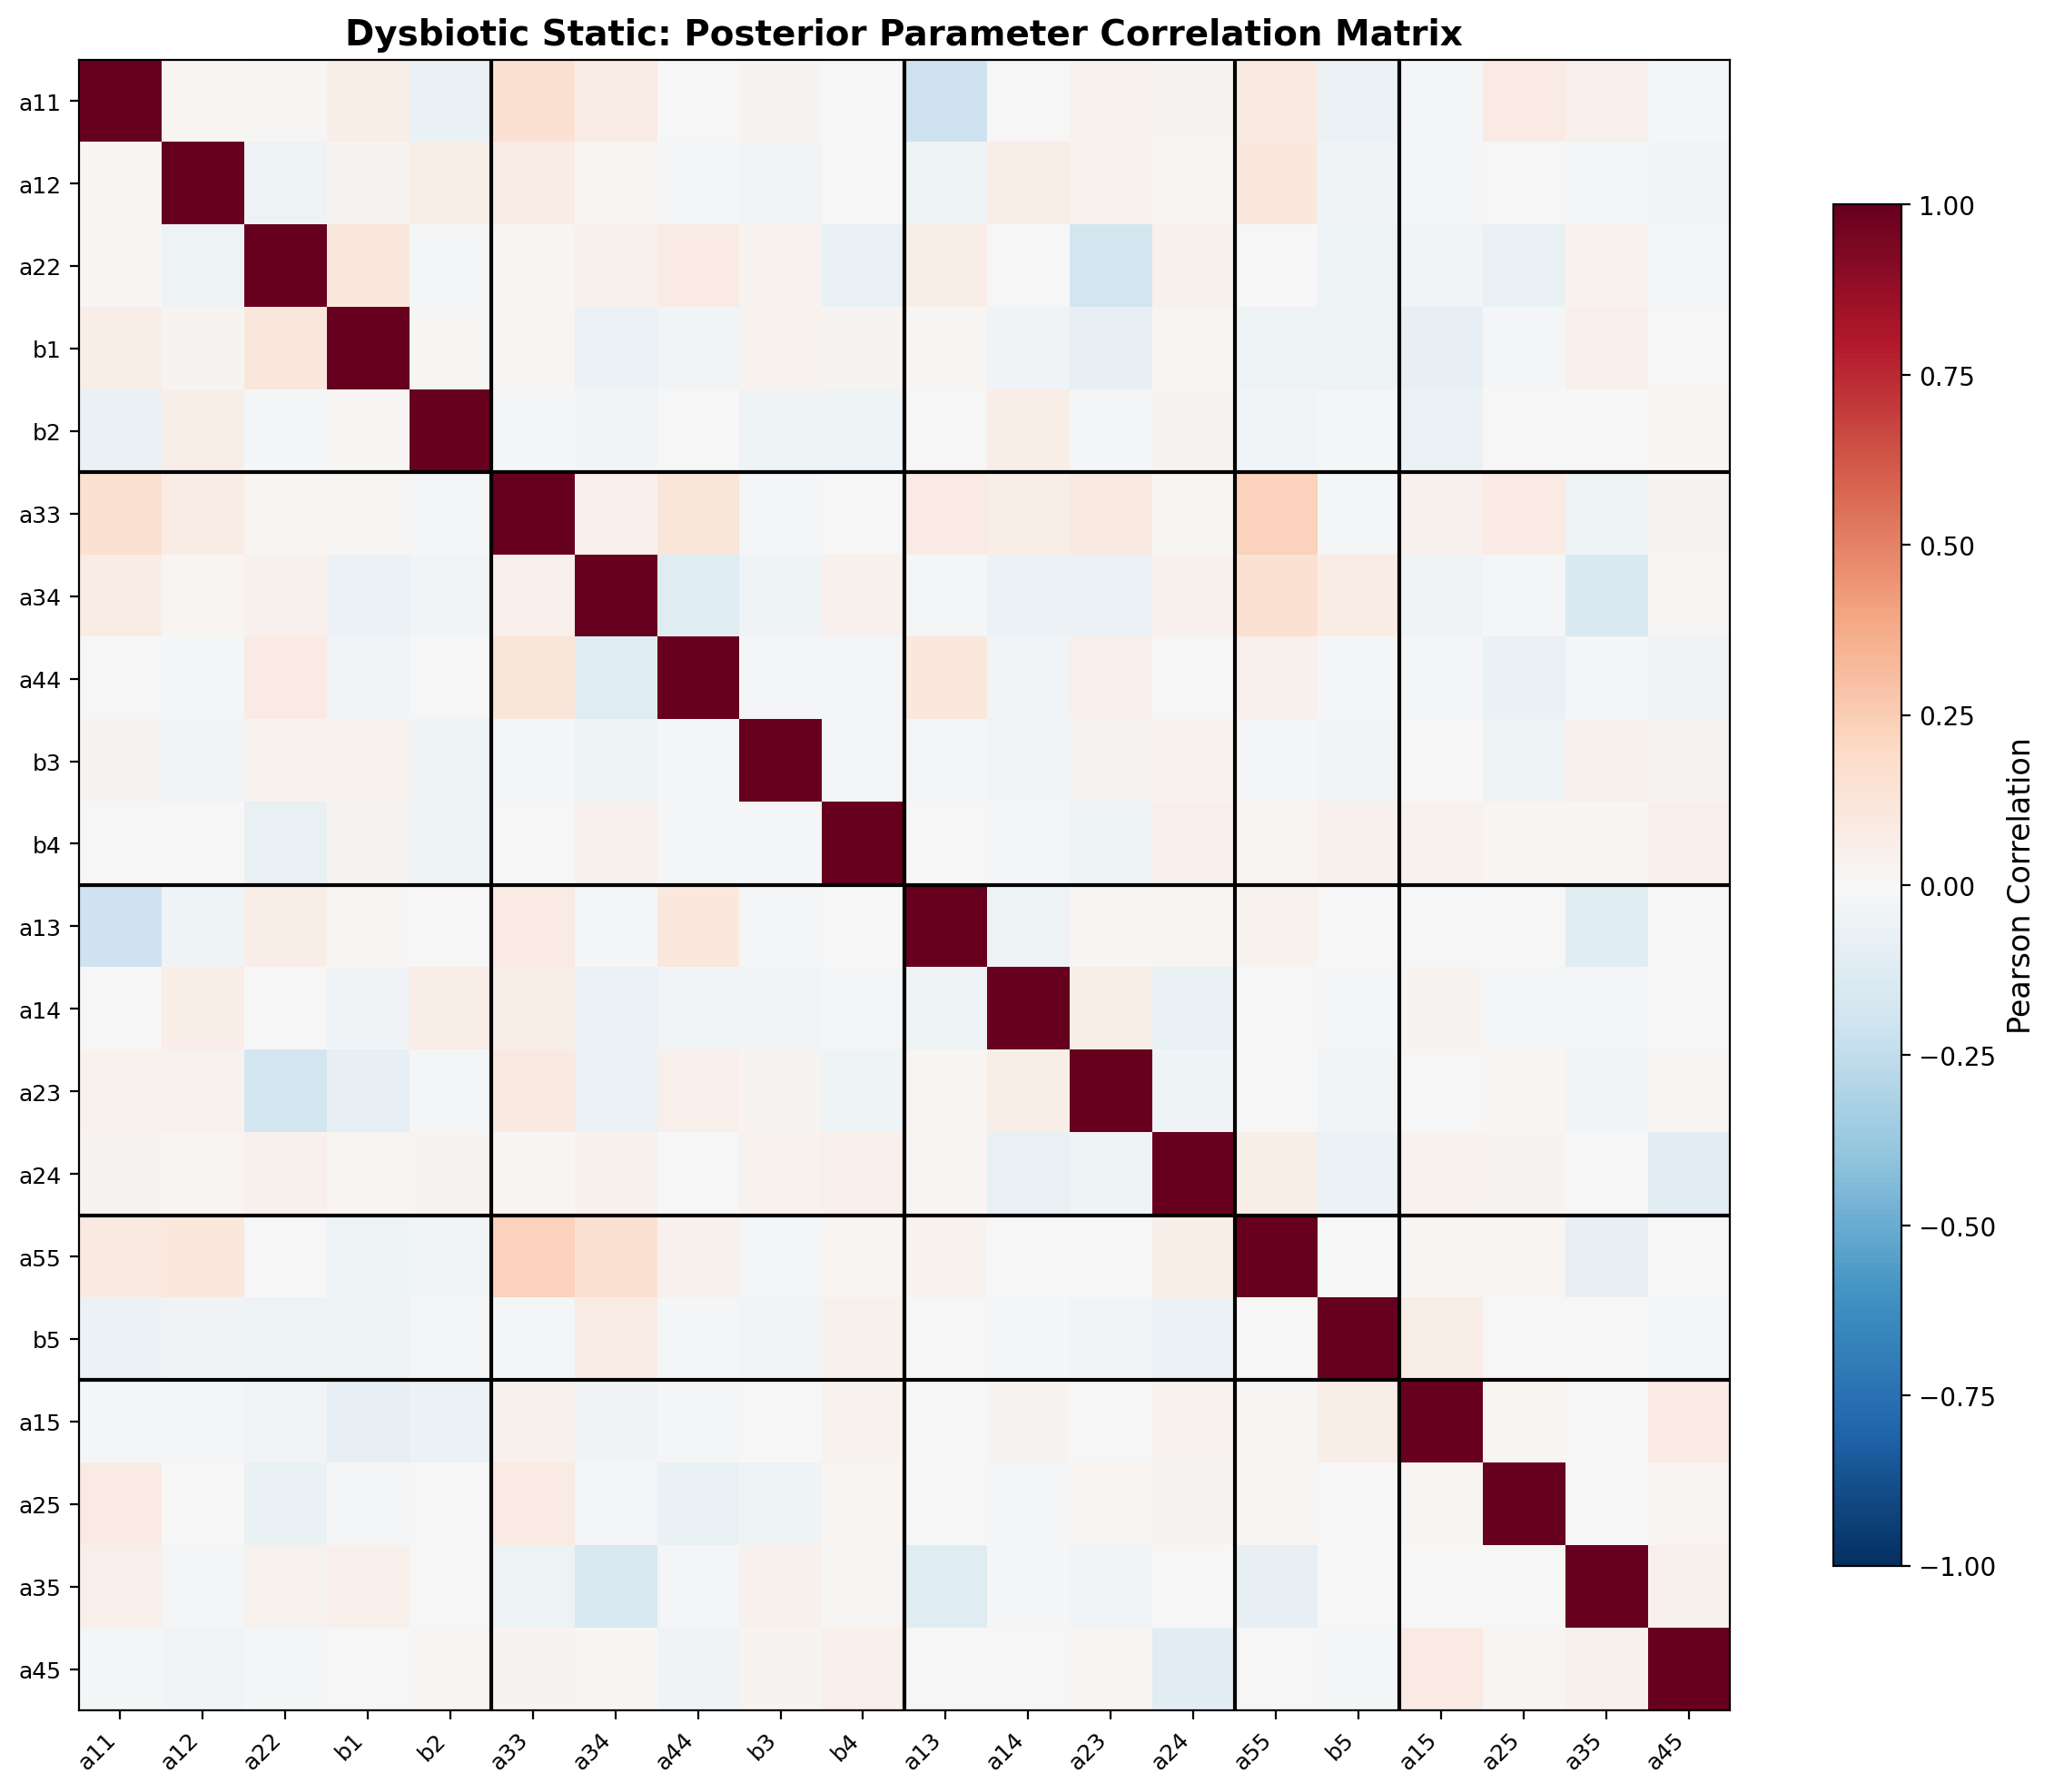 Dysbiotic Static: Posterior Parameter Correlation Matrix
a11
a12
a22
b1
b2
a33
a34
a44
b3
b4
a13
a14
a23
a24
a55
b5
a15
a25
a35
a45
a11 a12 a22 b1 b2 a33 a34 a44 b3 b4 a13 a14 a23 a24 a55 b5 a15 a25 a35 a45
1.00
0.75
0.50
0.25
0.00
−0.25
−0.50
−0.75
−1.00
Pearson Correlation